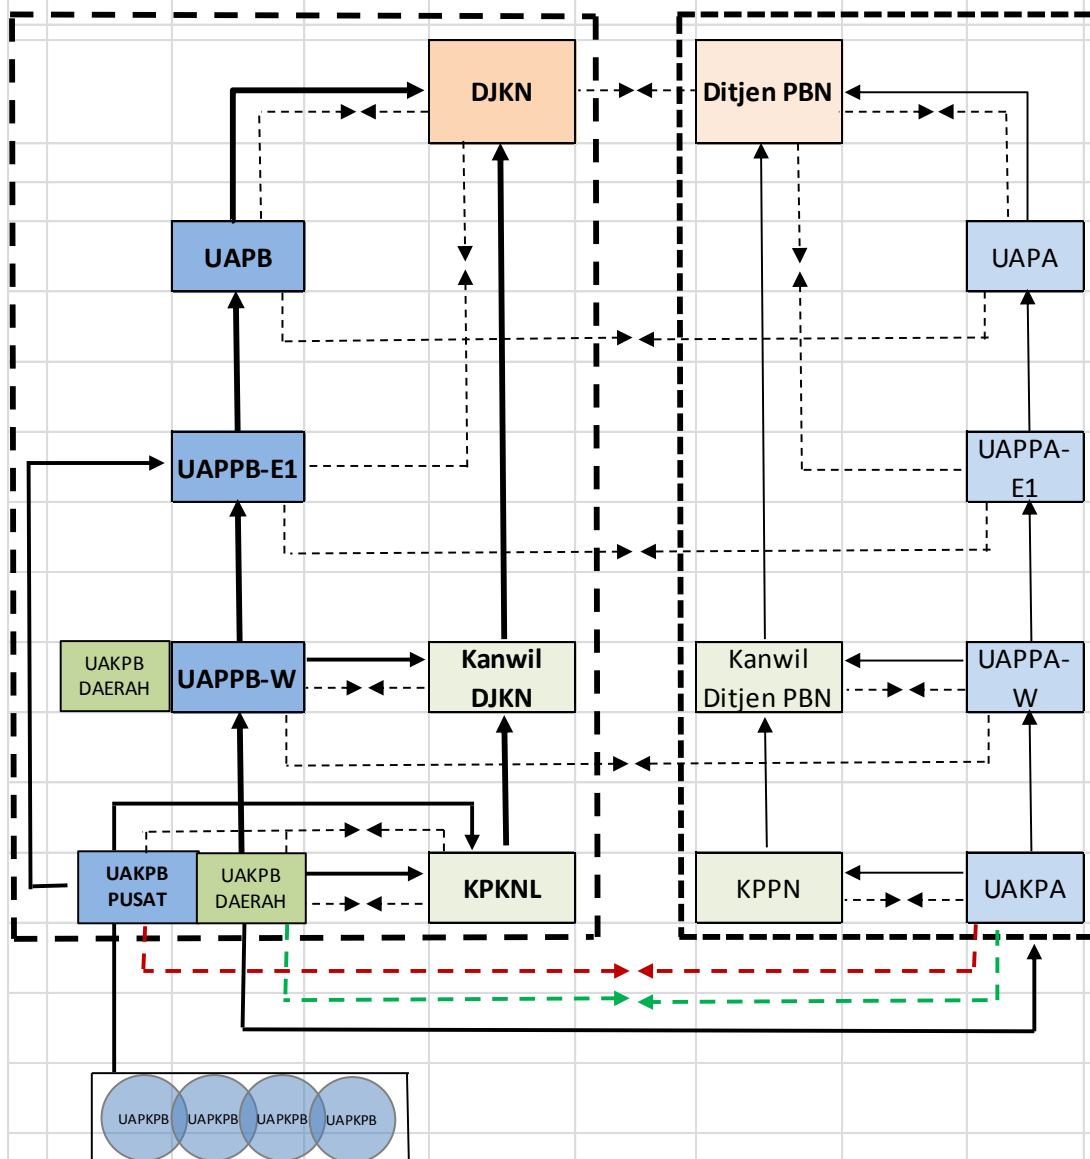 DJKN
Ditjen PBN
UAPB
UAPA
UAPPB-E1
UAPPA-
E1
UAKPB
DAERAH
UAPPB-W
Kanwil
DJKN
Kanwil
Ditjen PBN
UAPPA-
W
UAKPB
PUSAT
UAKPB
DAERAH
KPKNL
KPPN
UAKPA
UAPKPB
UAPKPB
UAPKPB
UAPKPB